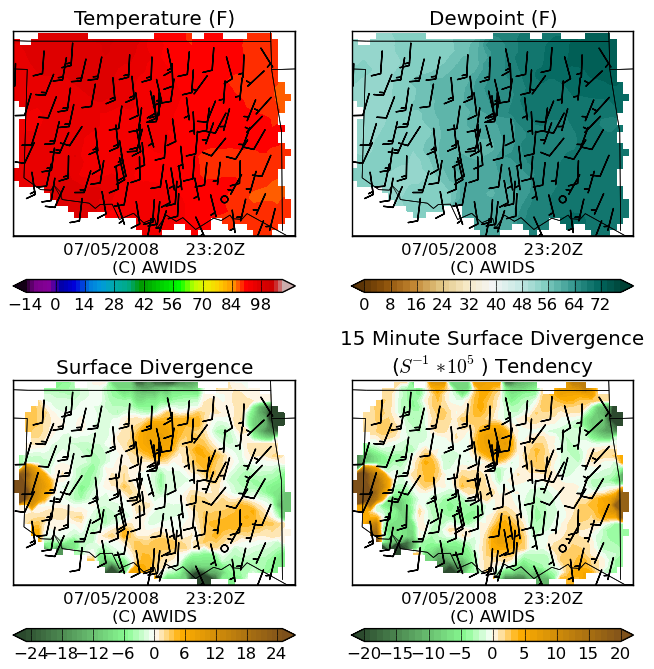 Temperature (F)
Dewpoint (F)
07/05/2008 23:20Z
(C) AWIDS
07/05/2008 23:20Z
(C) AWIDS
−14 0 14 28 42 56 70 84 98
0 8 16 24 32 40 48 56 64 72
Surface Divergence
15 Minute Surface Divergence
(S⁻¹ *10⁵ ) Tendency
07/05/2008 23:20Z
(C) AWIDS
07/05/2008 23:20Z
(C) AWIDS
−24 −18 −12 −6 0 6 12 18 24
−20 −15 −10 −5 0 5 10 15 20